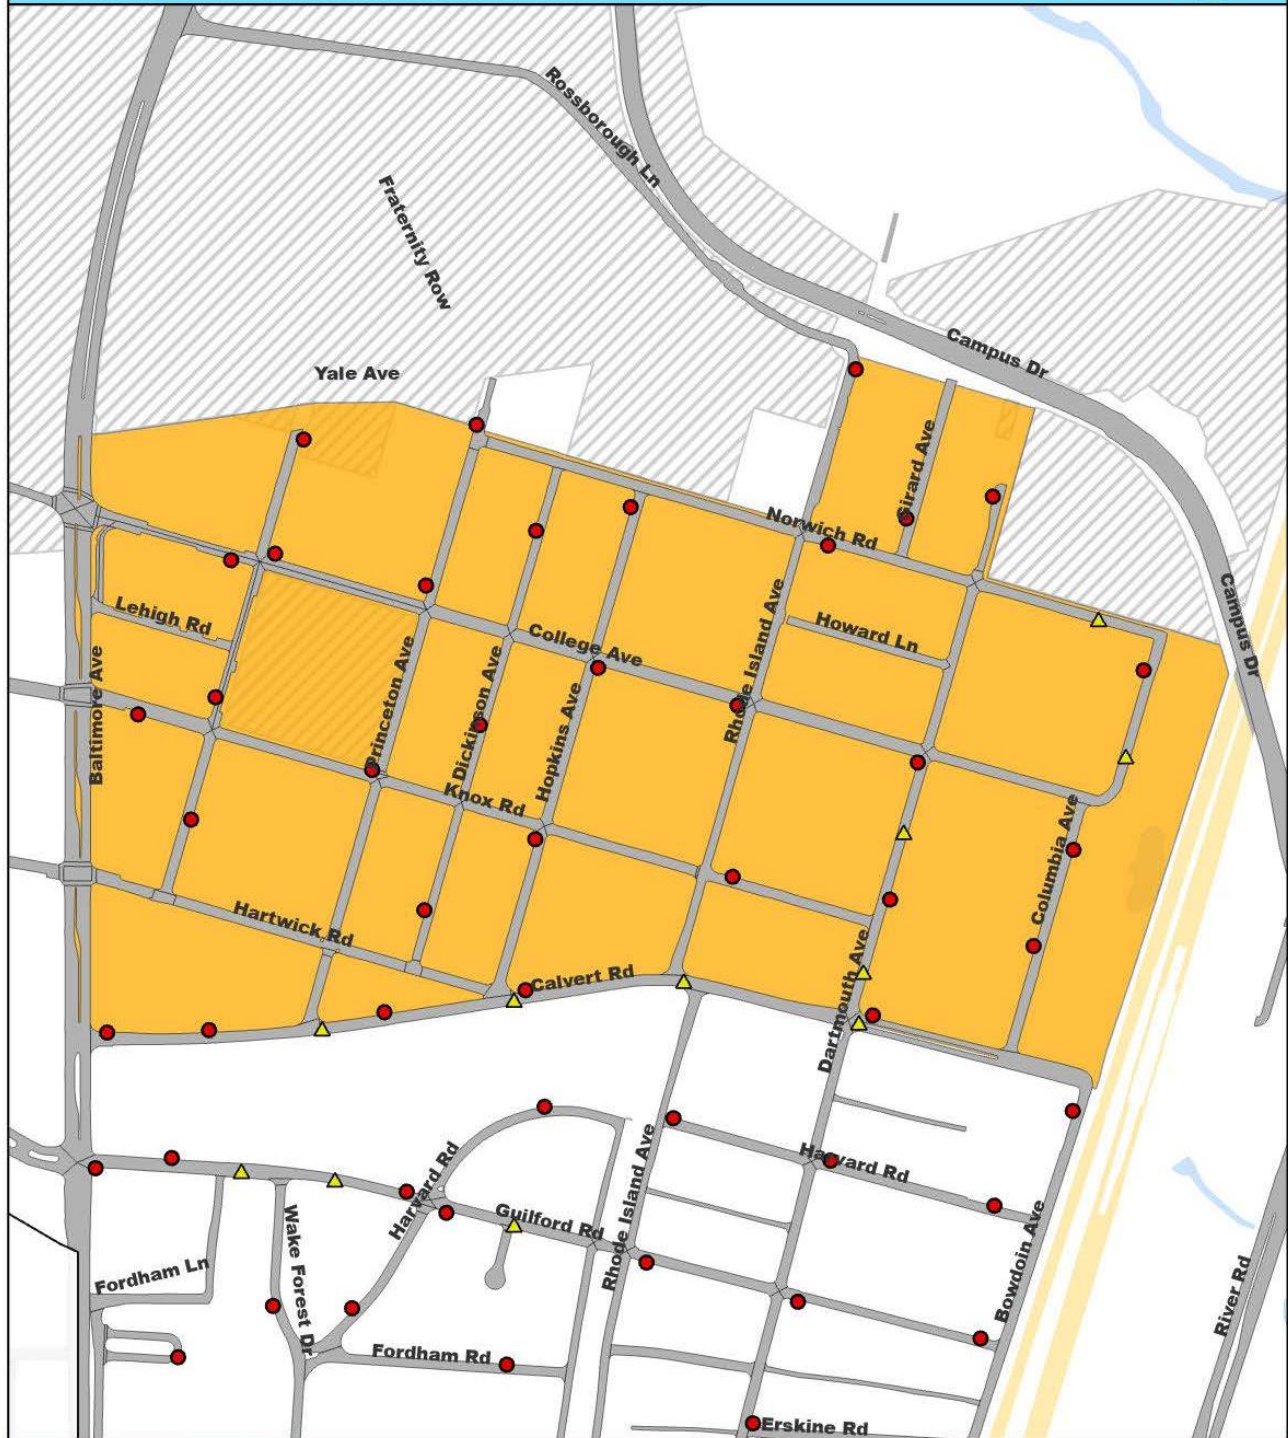 Rossborough Ln
Fraternity Row
Campus Dr
Yale Ave
Girard Ave
Norwich Rd
Campus Dr
Lehigh Rd
Howard Ln
College Ave
Rhode Island Ave
Baltimore Ave
Princeton Ave
Dickinson Ave
Hopkins Ave
Knox Rd
Columbia Ave
Hartwick Rd
Calvert Rd
Dartmouth Ave
Harvard Rd
Harvard Rd
Rhode Island Ave
Guilford Rd
Wake Forest Dr
Fordham Ln
Bowdoin Ave
River Rd
Fordham Rd
Erskine Rd